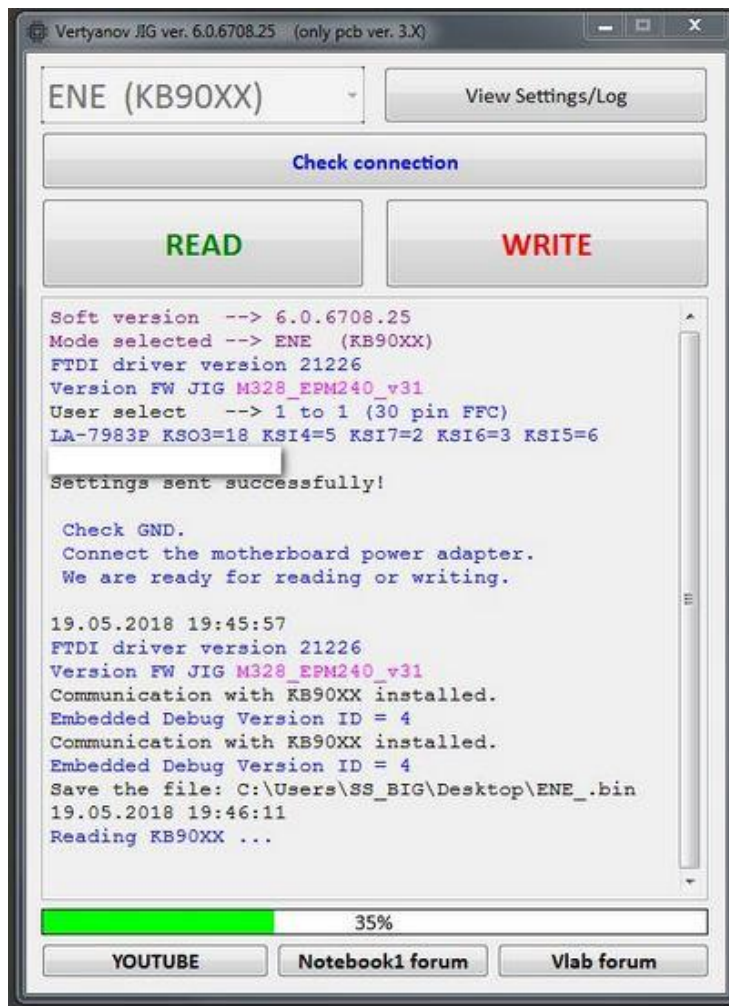 Vertyanov JIG ver. 6.0.6708.25 (only pcb ver. 3.X)
ENE (KB90XX)
View Settings/Log
Check connection
READ
WRITE
Soft version --> 6.0.6708.25
Mode selected --> ENE (KB90XX)
FTDI driver version 21226
Version FW JIG M328_EPM240_v31
User select --> 1 to 1 (30 pin FFC)
LA-7983P KSO3=18 KSI4=5 KSI7=2 KSI6=3 KSI5=6
Settings sent successfully!
Check GND.
Connect the motherboard power adapter.
We are ready for reading or writing.
19.05.2018 19:45:57
FTDI driver version 21226
Version FW JIG M328_EPM240_v31
Communication with KB90XX installed.
Embedded Debug Version ID = 4
Communication with KB90XX installed.
Embedded Debug Version ID = 4
Save the file: C:\Users\SS_BIG\Desktop\ENE_.bin
19.05.2018 19:46:11
Reading KB90XX ...
35%
YOUTUBE
Notebook1 forum
Vlab forum